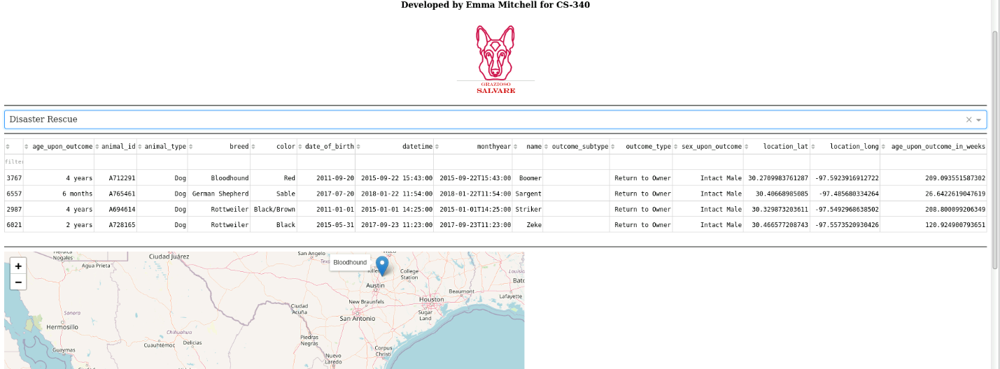 Developed by Emma Mitchell for CS-340
GRAZIOSO
SALVARE
Disaster Rescue
age_upon_outcome animal_id animal_type breed color date_of_birth datetime monthyear name outcome_subtype outcome_type sex_upon_outcome location_lat location_long age_upon_outcome_in_weeks
3767 4 years A712291 Dog Bloodhound Red 2011-09-20 2015-09-22 15:43:00 2015-09-22T15:43:00 Boomer Return to Owner Intact Male 30.2709983761287 -97.5923916912722 209.093551587302
6557 6 months A765461 Dog German Shepherd Sable 2017-07-20 2018-01-22 11:54:00 2018-01-22T11:54:00 Sargent Return to Owner Intact Male 30.40668985085 -97.485680334264 26.6422619047619
2987 4 years A694614 Dog Rottweiler Black/Brown 2011-01-01 2015-01-01 14:25:00 2015-01-01T14:25:00 Striker Return to Owner Intact Male 30.329873203611 -97.5492968638502 208.800099206349
6021 2 years A728165 Dog Rottweiler Black 2015-05-31 2017-09-23 11:23:00 2017-09-23T11:23:00 Zeke Return to Owner Intact Male 30.466577208743 -97.5573520930426 120.924900793651
+
−
Nogales
Agua Prieta
Ciudad Juárez
San Angelo
Bloodhound
College
Station
Austin
Beaumont
Lafayette
New Braunfels
Houston
Sugar
Land
San Antonio
Ciudad
Acuña
Sonora
Hermosillo
Chihuahua
Cuauhtémoc
Delicias
Piedras
Negras
Guaymas
Corpus
Christi
Nuevo
Laredo